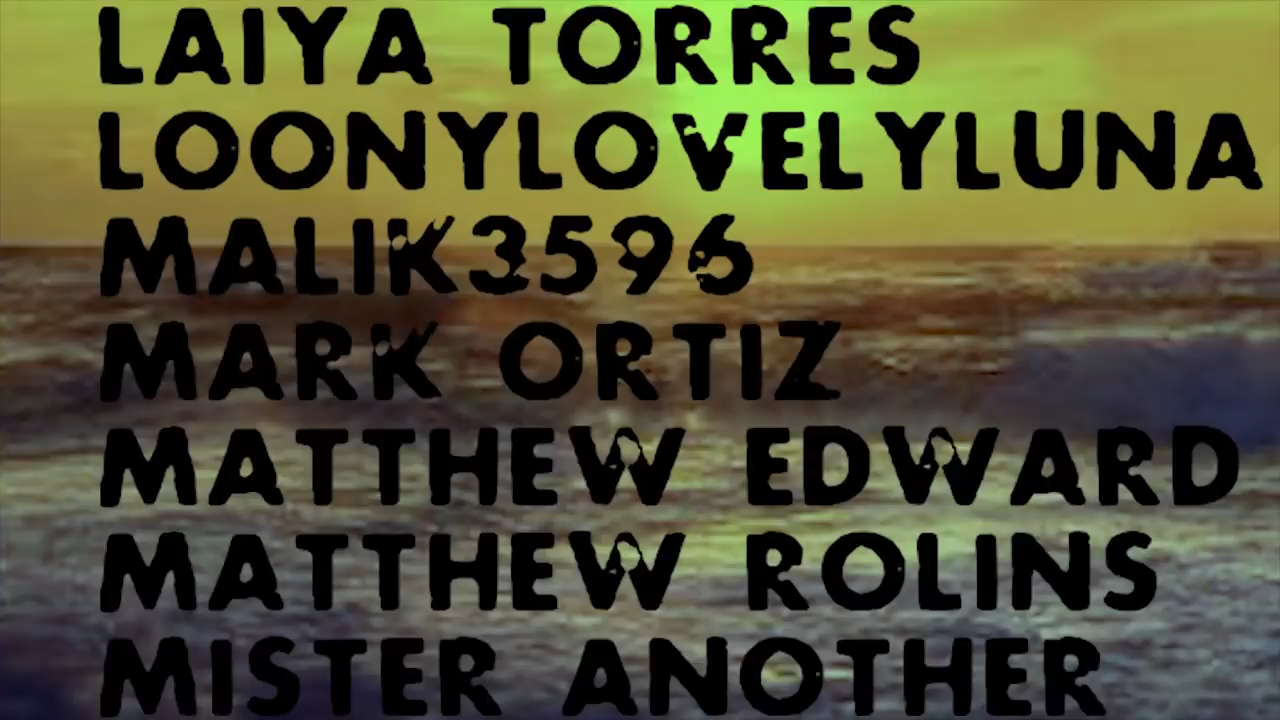 LAIYA TORRES
LOONYLOVELYLUNA
MALIK3596
MARK ORTIZ
MATTHEW EDWARD
MATTHEW ROLINS
MISTER ANOTHER